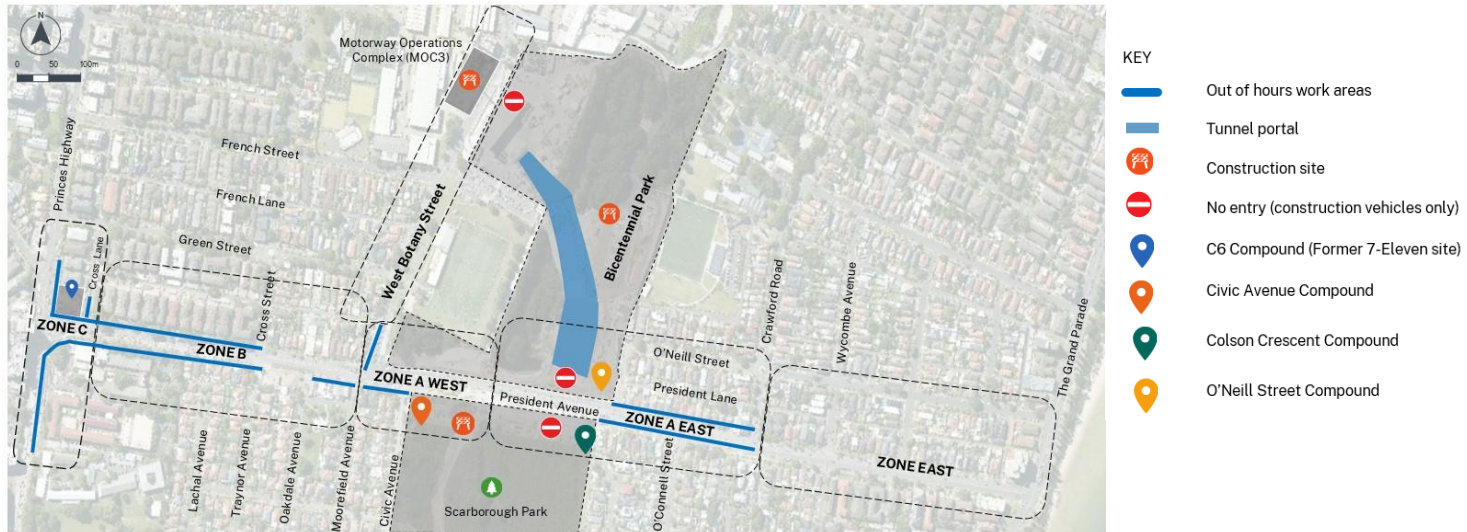 N
0 50 100m
Motorway Operations
Complex (MOC3)
Princes Highway
French Street
French Lane
Green Street
Cross Lane
Cross Street
West Botany Street
Bicentennial Park
Crawford Road
Wycombe Avenue
The Grand Parade
ZONE C
ZONE B
ZONE A WEST
President Avenue
O'Neill Street
President Lane
ZONE A EAST
ZONE EAST
Lachal Avenue
Traynor Avenue
Oakdale Avenue
Moorefield Avenue
Civic Avenue
O'Connell Street
Scarborough Park
KEY
Out of hours work areas
Tunnel portal
Construction site
No entry (construction vehicles only)
C6 Compound (Former 7-Eleven site)
Civic Avenue Compound
Colson Crescent Compound
O'Neill Street Compound